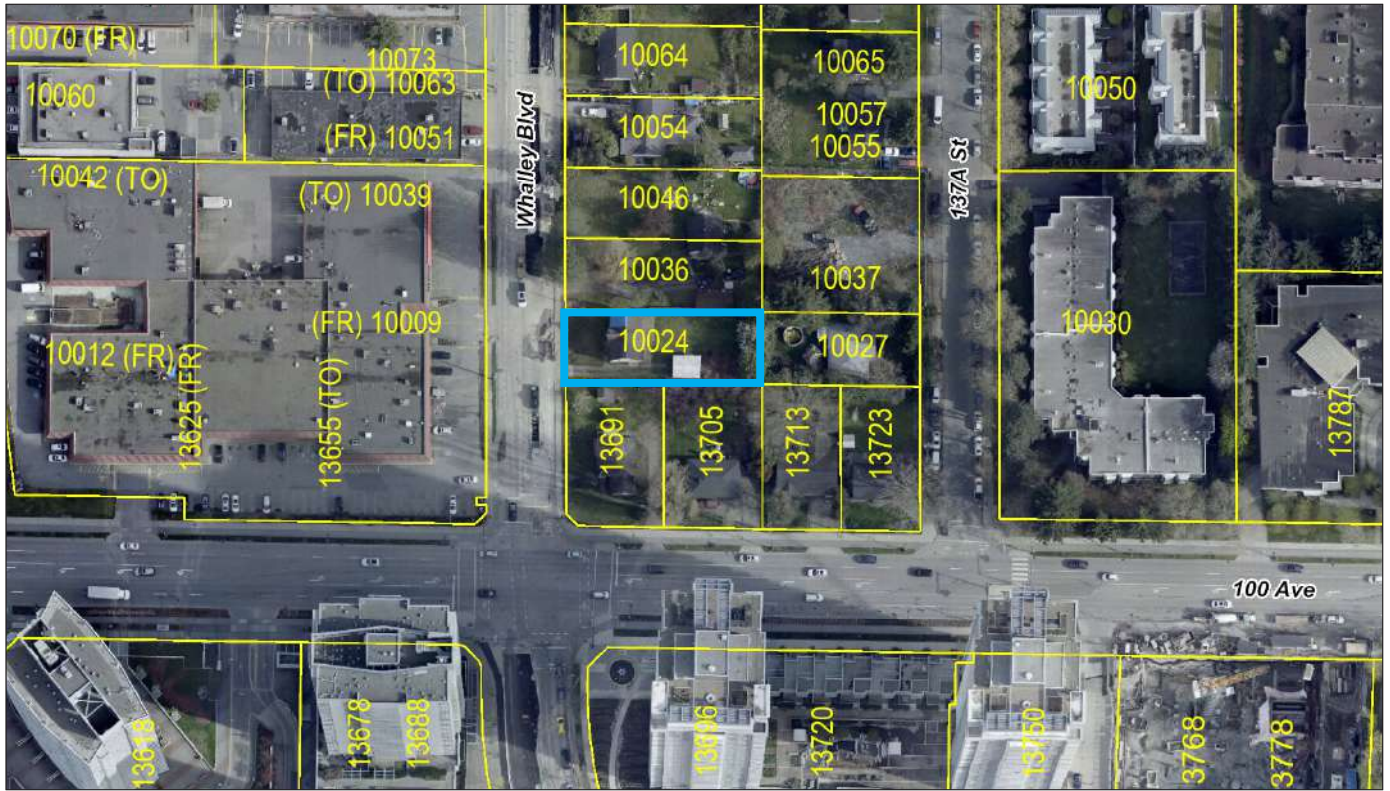 10070 (FR)
10073
10064
10065
10050
10060
(TO) 10063
(FR) 10051
10054
10057
10055
Whalley Blvd
137A St
10042 (TO)
(TO) 10039
10046
10036
10037
10030
(FR) 10009
10012 (FR)
10024
10027
13625 (FR)
13655 (TO)
13691
13705
13713
13723
13787
100 Ave
13618
13678
13688
13696
13720
13750
3768
3778